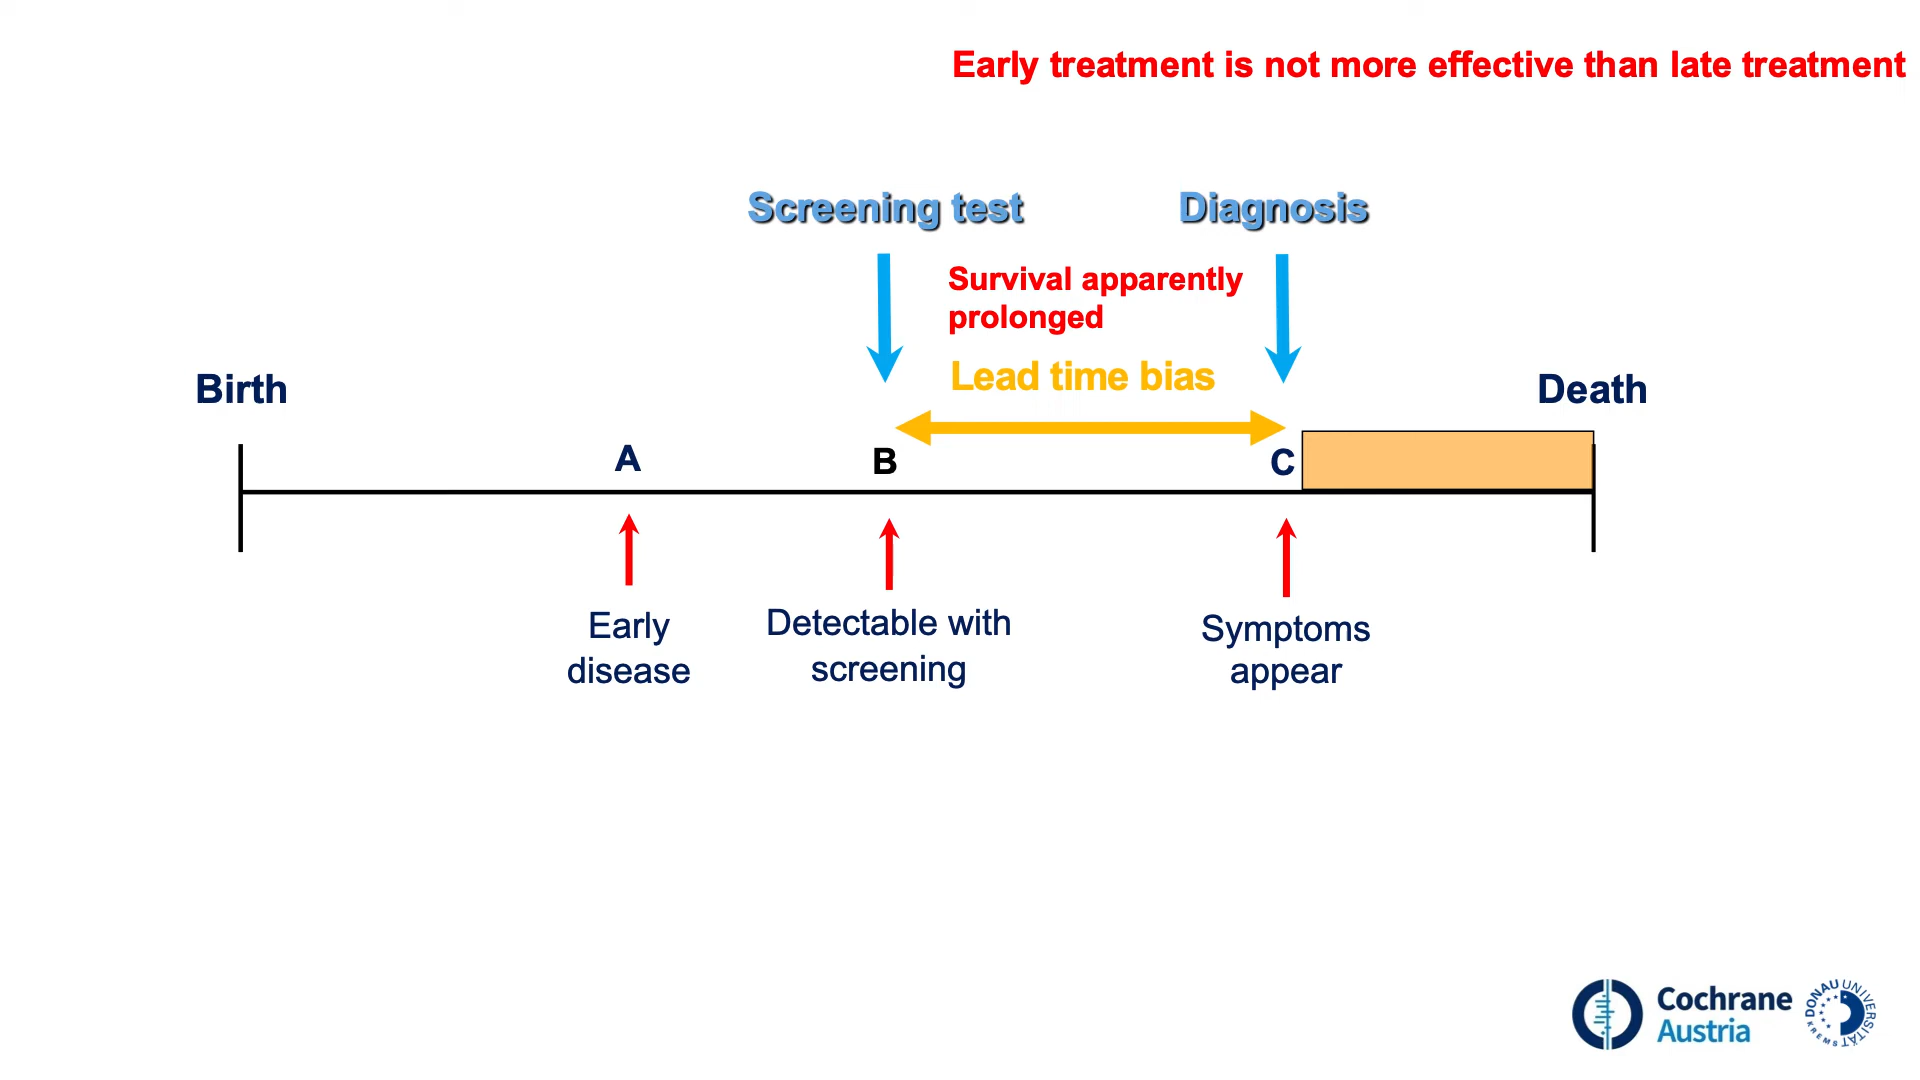 Early treatment is not more effective than late treatment
Screening test
Diagnosis
Survival apparently
prolonged
Lead time bias
Birth
Death
A
B
C
Early
disease
Detectable with
screening
Symptoms
appear
Cochrane
Austria
DONAU UNIVERSITÄT
KREMS